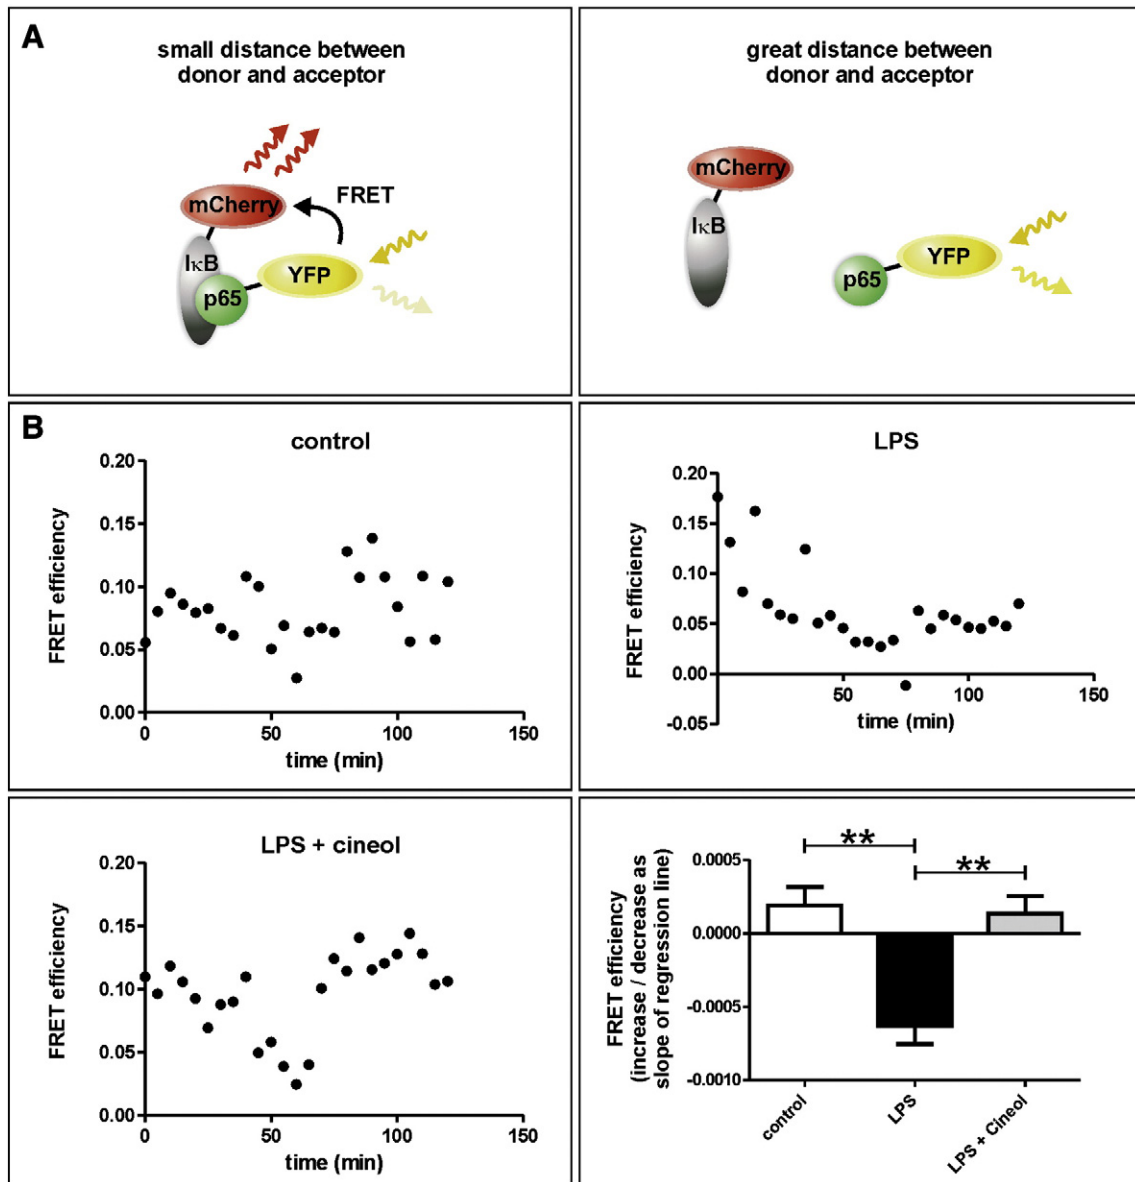 A
small distance between
donor and acceptor
mCherry
FRET
IκB
p65
YFP
great distance between
donor and acceptor
mCherry
IκB
p65
YFP
B
control
FRET efficiency
0.20
0.15
0.10
0.05
0.00
0
50
100
150
time (min)
LPS
FRET efficiency
0.20
0.15
0.10
0.05
0.00
-0.05
50
100
150
time (min)
LPS + cineol
FRET efficiency
0.20
0.15
0.10
0.05
0.00
0
50
100
150
time (min)
FRET efficiency
(increase / decrease as
slope of regression line)
0.0005
0.0000
-0.0005
-0.0010
**
**
control
LPS
LPS + Cineol